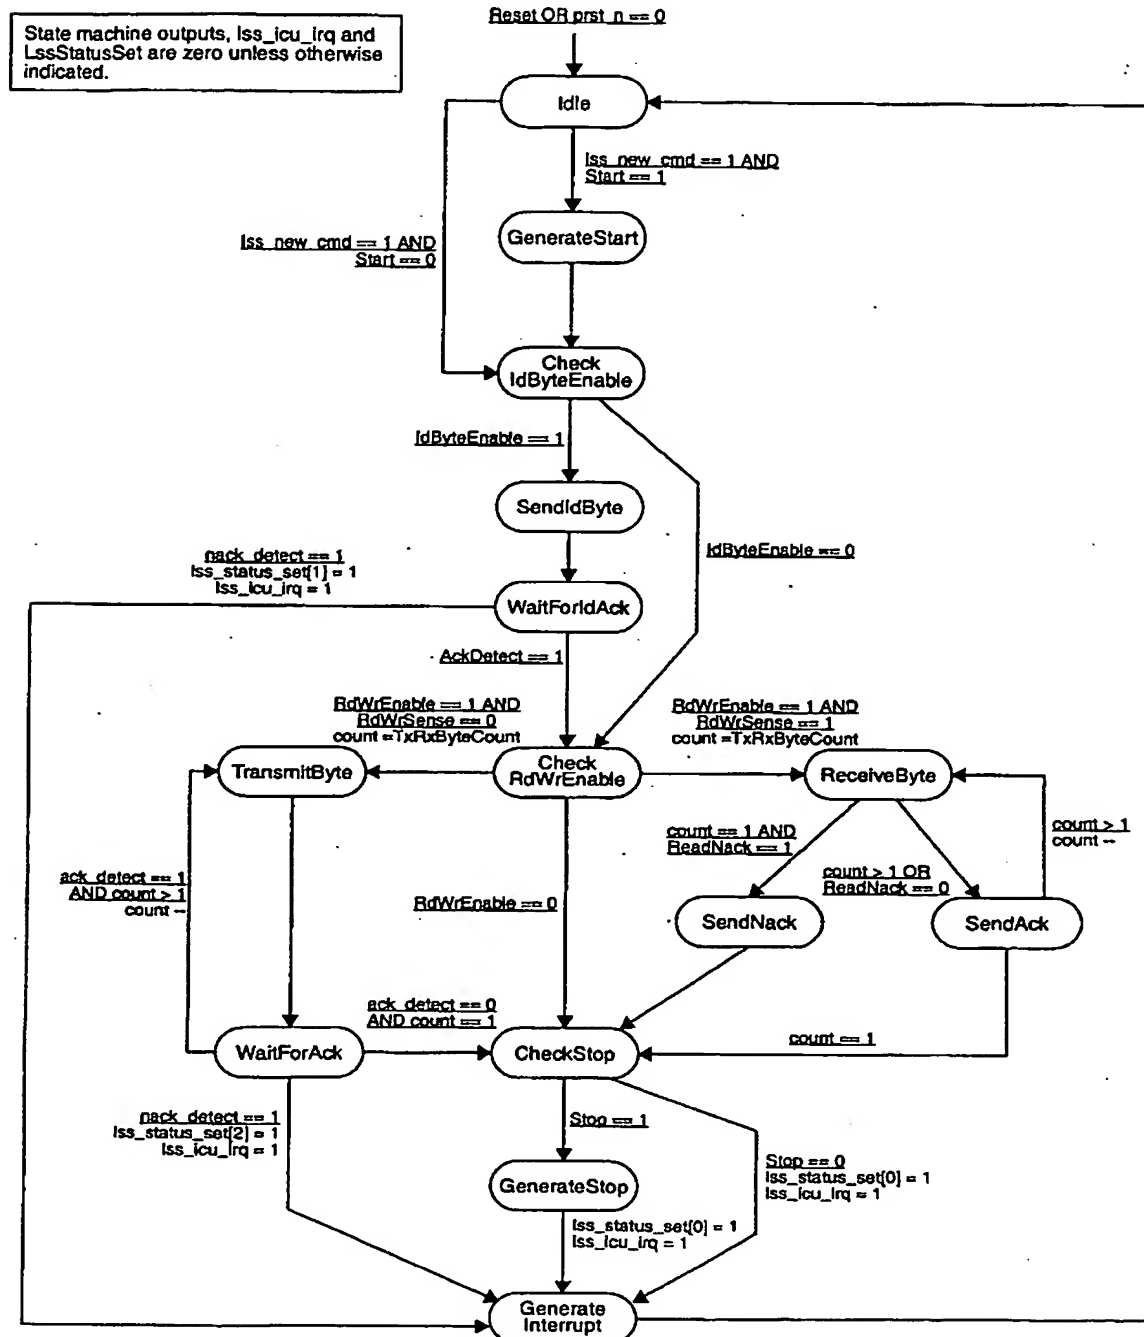 Reset OR prst_n == 0
State machine outputs, lss_icu_irq and
LssStatusSet are zero unless otherwise
indicated.
Idle
lss_new_cmd == 1 AND
Start == 1
GenerateStart
lss_new_cmd == 1 AND
Start == 0
Check
IdByteEnable
IdByteEnable == 1
SendIdByte
IdByteEnable == 0
nack_detect == 1
lss_status_set[1] = 1
lss_icu_irq = 1
WaitForIdAck
AckDetect == 1
RdWrEnable == 1 AND
RdWrSense == 0
count =TxRxByteCount
RdWrEnable == 1 AND
RdWrSense == 1
count =TxRxByteCount
TransmitByte
Check
RdWrEnable
ReceiveByte
count == 1 AND
ReadNack == 1
count > 1
count --
ack_detect == 1
AND count > 1
count --
RdWrEnable == 0
count > 1 OR
ReadNack == 0
SendNack
SendAck
ack_detect == 0
AND count == 1
WaitForAck
CheckStop
count == 1
nack_detect == 1
lss_status_set[2] = 1
lss_icu_irq = 1
Stop == 1
Stop == 0
lss_status_set[0] = 1
lss_icu_irq = 1
GenerateStop
lss_status_set[0] = 1
lss_icu_irq = 1
Generate
Interrupt